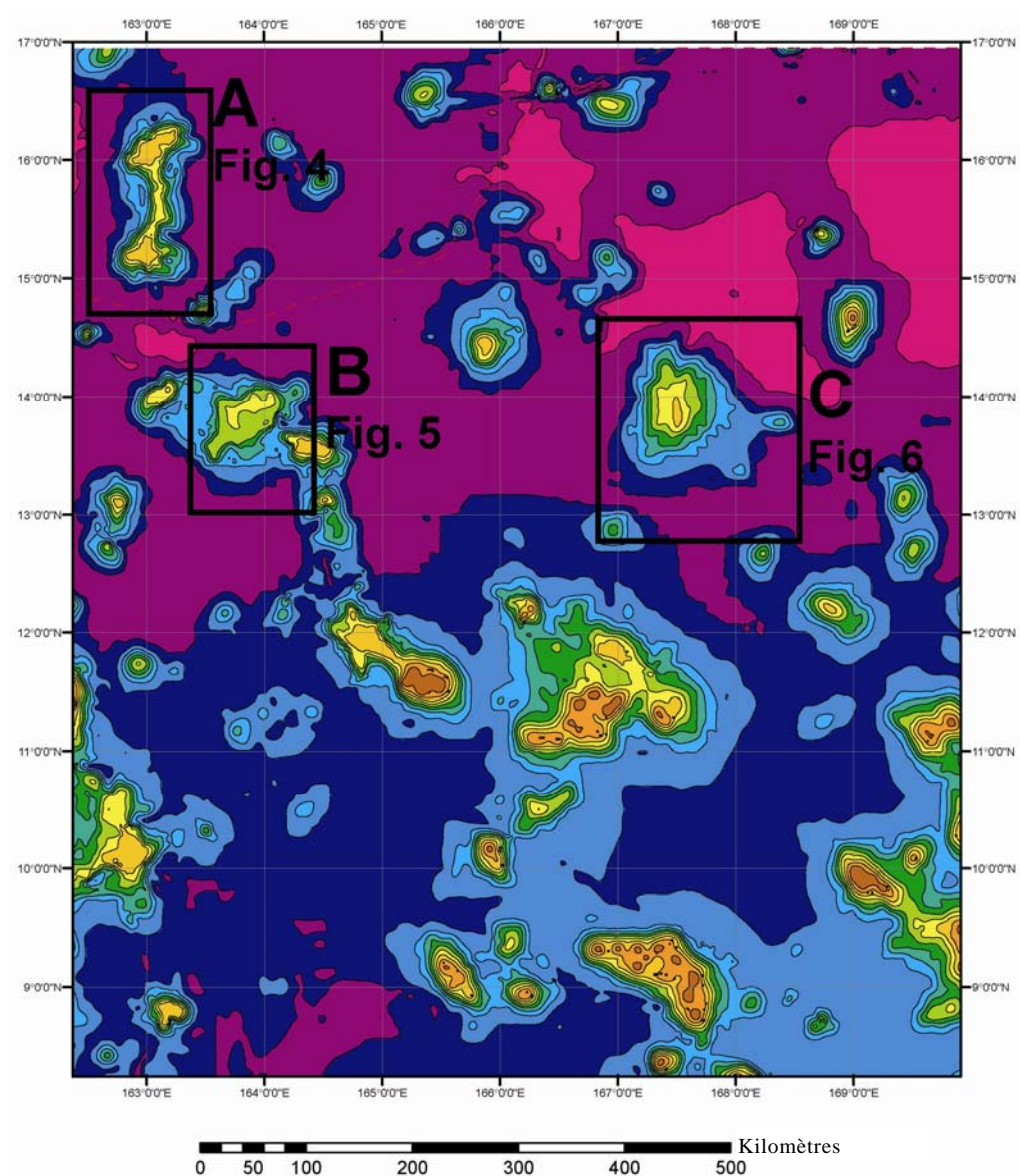 163°0'0"E 164°0'0"E 165°0'0"E 166°0'0"E 167°0'0"E 168°0'0"E 169°0'0"E
17°0'0"N 17°0'0"N
A
Fig. 4
16°0'0"N 16°0'0"N
15°0'0"N 15°0'0"N
B
Fig. 5
C
Fig. 6
14°0'0"N 14°0'0"N
13°0'0"N 13°0'0"N
12°0'0"N 12°0'0"N
11°0'0"N 11°0'0"N
10°0'0"N 10°0'0"N
9°0'0"N 9°0'0"N
163°0'0"E 164°0'0"E 165°0'0"E 166°0'0"E 167°0'0"E 168°0'0"E 169°0'0"E
Kilomètres
0 50 100 200 300 400 500